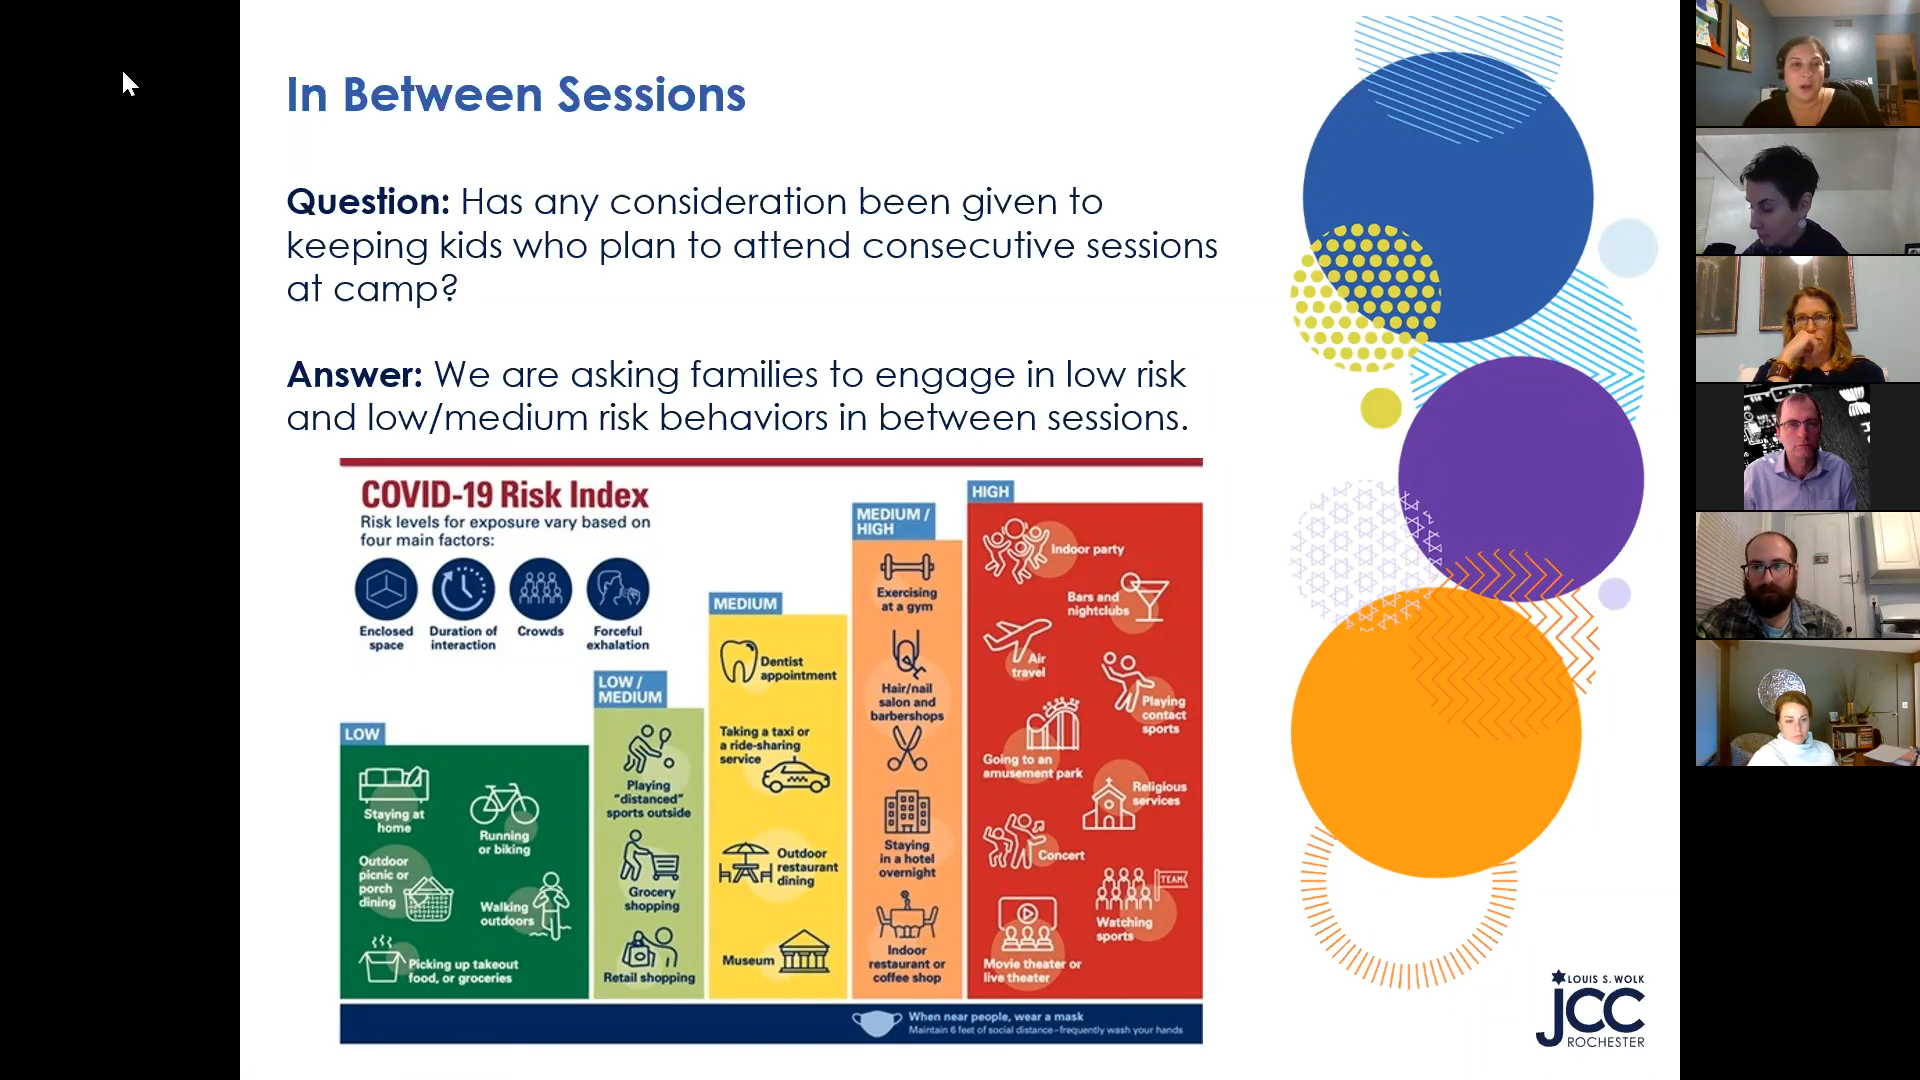 In Between Sessions
Question: Has any consideration been given to
keeping kids who plan to attend consecutive sessions
at camp?
Answer: We are asking families to engage in low risk
and low/medium risk behaviors in between sessions.
COVID-19 Risk Index
Risk levels for exposure vary based on
four main factors:
Enclosed
space
Duration of
interaction
Crowds
Forceful
exhalation
LOW
Staying at
home
Running
or biking
Outdoor
picnic or
porch
dining
Walking
outdoors
Picking up takeout
food, or groceries
LOW /
MEDIUM
Playing
"distanced"
sports outside
Grocery
shopping
Retail shopping
MEDIUM
Dentist
appointment
Taking a taxi or
a ride-sharing
service
Outdoor
restaurant
dining
Museum
MEDIUM /
HIGH
Exercising
at a gym
Hair/nail
salon and
barbershops
Staying
in a hotel
overnight
Indoor
restaurant or
coffee shop
HIGH
Indoor party
Bars and
nightclubs
Air
travel
Playing
contact
sports
Going to an
amusement park
Religious
services
Concert
TEAM
Watching
sports
Movie theater or
live theater
When near people, wear a mask
Maintain 6 feet of social distance–frequently wash your hands
LOUIS S. WOLK
JCC
ROCHESTER